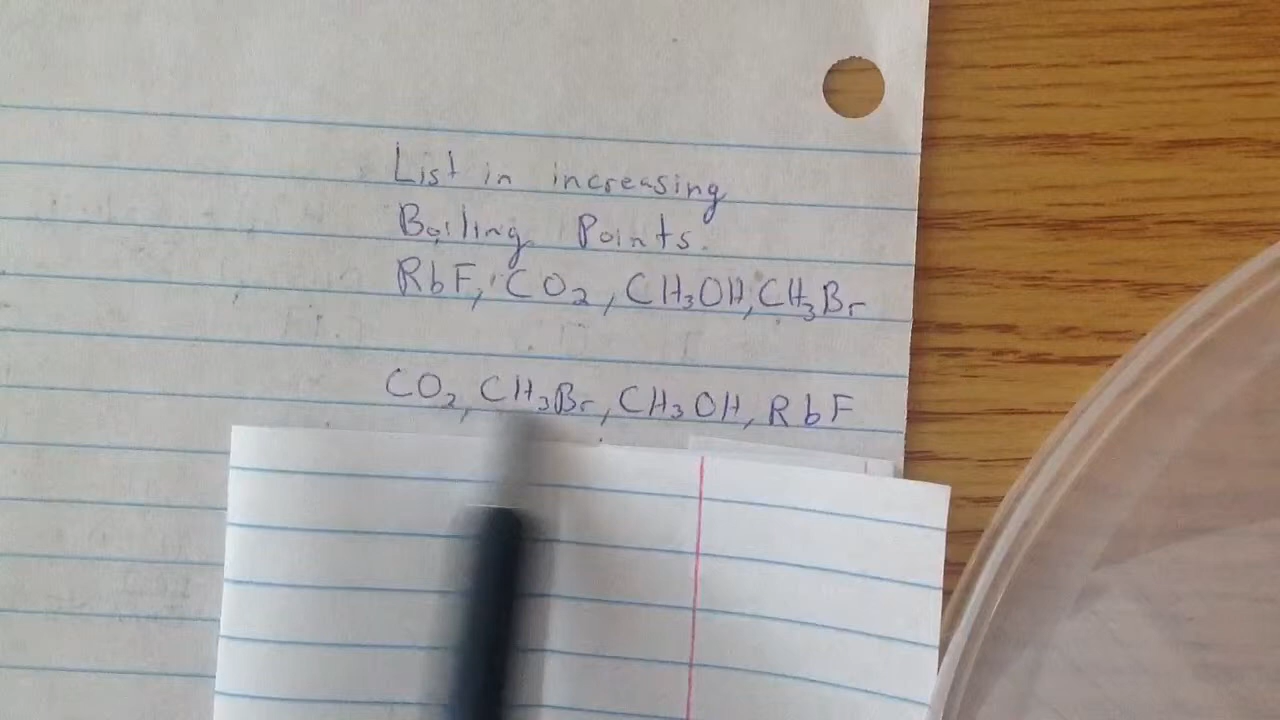 List in increasing
Boiling Points.
RbF, CO₂, CH₃OH, CH₃Br
CO₂, CH₃Br, CH₃OH, RbF